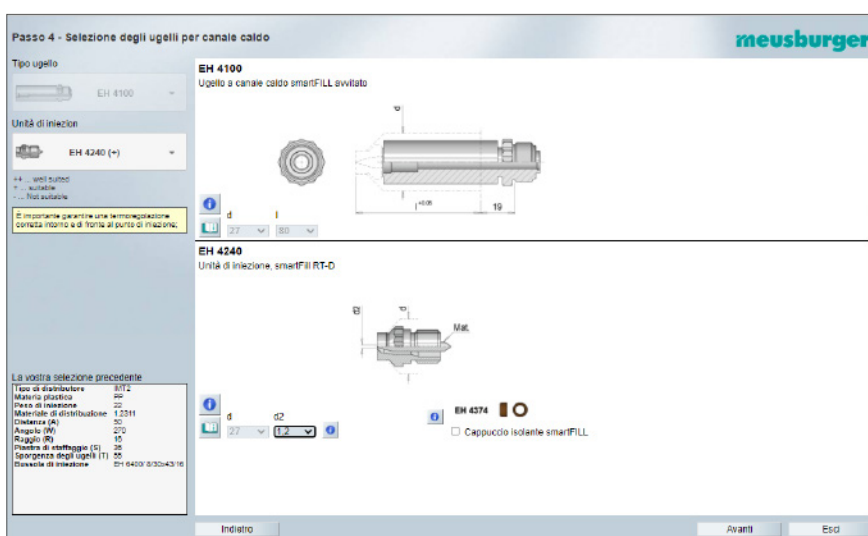 Passo 4 - Selezione degli ugelli per canale caldo
meusburger
Tipo ugello
EH 4100
Unità di iniezion
EH 4240 (+)
++ ... well suited
+ ... suitable
- ... Not suitable
È importante garantire una termoregolazione
corretta intorno e di fronte al punto di iniezione;
La vostra selezione precedente
Tipo di distributore IMT2
Materia plastica PP
Peso di iniezione 22
Materiale di distribuzione 1.2311
Distanza (A) 50
Angolo (W) 270
Raggio (R) 15
Piastra di staffaggio (S) 36
Sporgenza degli ugelli (T) 55
Bussola di iniezione EH 6400/ 8/30x43/16
EH 4100
Ugello a canale caldo smartFILL avvitato
d
l +0.05
19
d l
27 80
EH 4240
Unità di iniezione, smartFill RT-D
d2 d
Mat.
d d2
27 1,2
EH 4374
Cappuccio isolante smartFILL
Indietro
Avanti
Esci